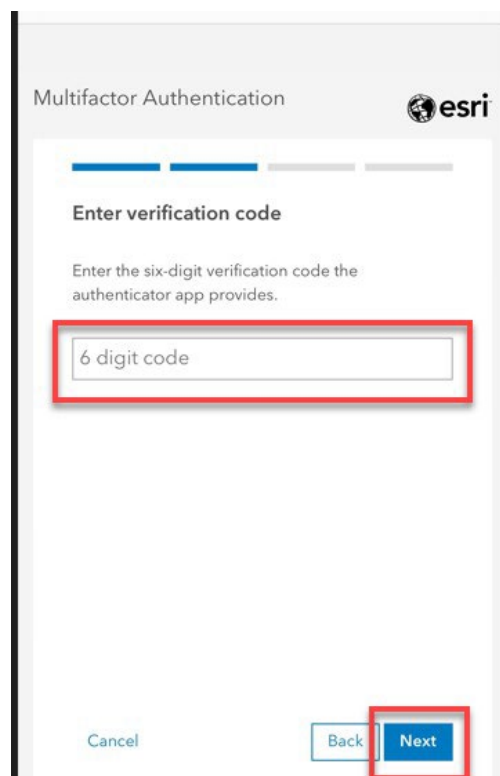 Multifactor Authentication
esri
Enter verification code
Enter the six-digit verification code the
authenticator app provides.
6 digit code
Cancel
Back
Next